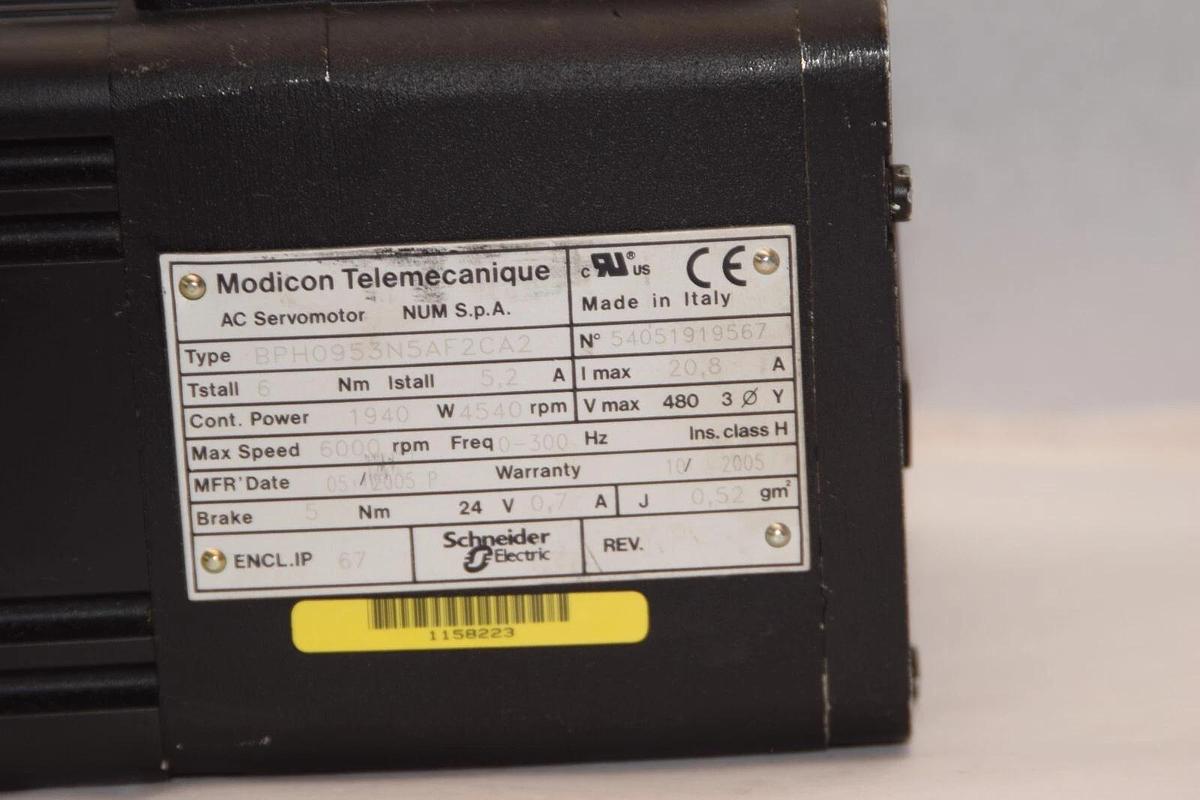 Modicon Telemecanique
AC Servomotor NUM S.p.A.
c RU ® US CE
Made in Italy
Type BPH0953N5AF2CA2
N° 54051919567
Tstall 6 Nm Istall 5,2 A
I max 20,8 A
Cont. Power 1940 W 4540 rpm
V max 480 3 Ø Y
Max Speed 6000 rpm Freq 0-300 Hz Ins. class H
MFR'Date 05 / 2005 P Warranty 10/ 2005
Brake 5 Nm 24 V 0,7 A J 0,52 gm²
ENCL.IP 67
Schneider
Electric
REV.
1158223